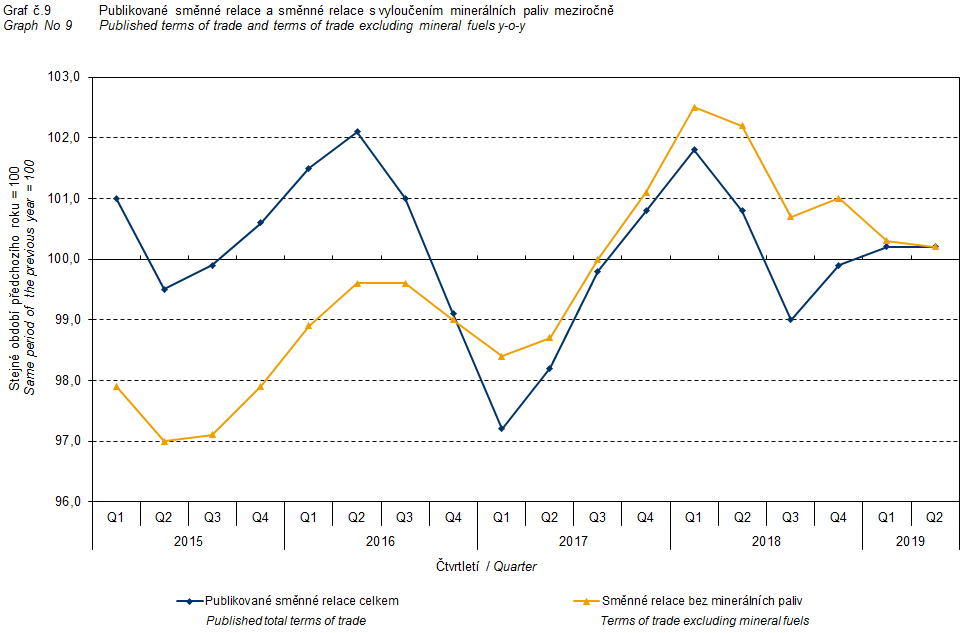 Graf č.9 Publikované směnné relace a směnné relace s vyloučením minerálních paliv meziročně
Graph No 9 Published terms of trade and terms of trade excluding mineral fuels y-o-y
Stejné období předchozího roku = 100
Same period of the previous year = 100
103,0
102,0
101,0
100,0
99,0
98,0
97,0
96,0
Q1 Q2 Q3 Q4 Q1 Q2 Q3 Q4 Q1 Q2 Q3 Q4 Q1 Q2 Q3 Q4 Q1 Q2
2015 2016 2017 2018 2019
Čtvrtletí / Quarter
Publikované směnné relace celkem Směnné relace bez minerálních paliv
Published total terms of trade Terms of trade excluding mineral fuels